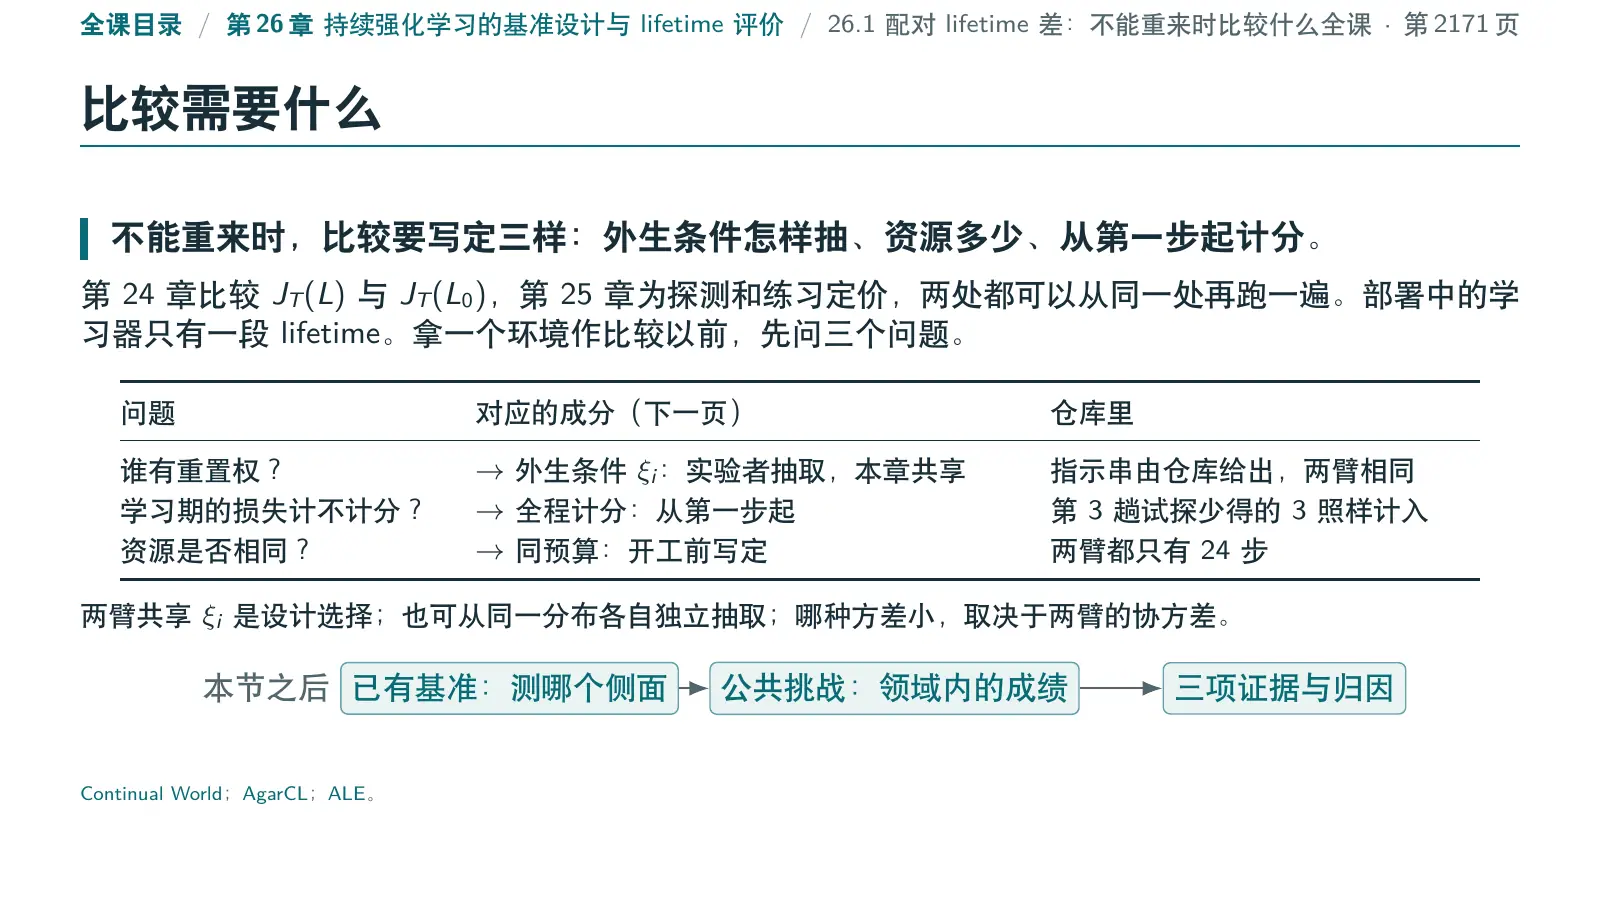 全课目录 / 第 26 章 持续强化学习的基准设计与 lifetime 评价 / 26.1 配对 lifetime 差：不能重来时比较什么全课 · 第 2171 页
比较需要什么
不能重来时，比较要写定三样：外生条件怎样抽、资源多少、从第一步起计分。
第 24 章比较 J_T(L) 与 J_T(L_0)，第 25 章为探测和练习定价，两处都可以从同一处再跑一遍。部署中的学
习器只有一段 lifetime。拿一个环境作比较以前，先问三个问题。
问题 对应的成分（下一页） 仓库里
谁有重置权？ → 外生条件 ξ_i：实验者抽取，本章共享 指示串由仓库给出，两臂相同
学习期的损失计不计分？ → 全程计分：从第一步起 第 3 趟试探少得的 3 照样计入
资源是否相同？ → 同预算：开工前写定 两臂都只有 24 步
两臂共享 ξ_i 是设计选择；也可从同一分布各自独立抽取；哪种方差小，取决于两臂的协方差。
本节之后 已有基准：测哪个侧面 公共挑战：领域内的成绩 三项证据与归因
Continual World；AgarCL；ALE。